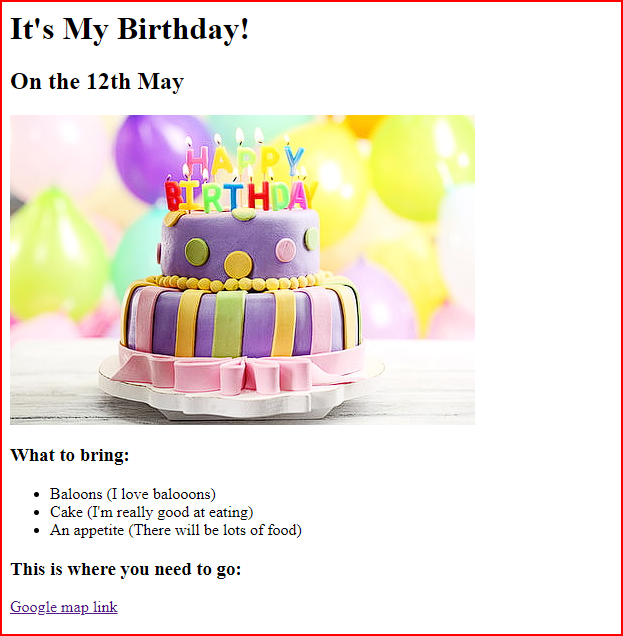 It's My Birthday!
On the 12th May
HAPPY
BIRTHDAY
What to bring:
Baloons (I love balooons)
Cake (I'm really good at eating)
An appetite (There will be lots of food)
This is where you need to go:
Google map link